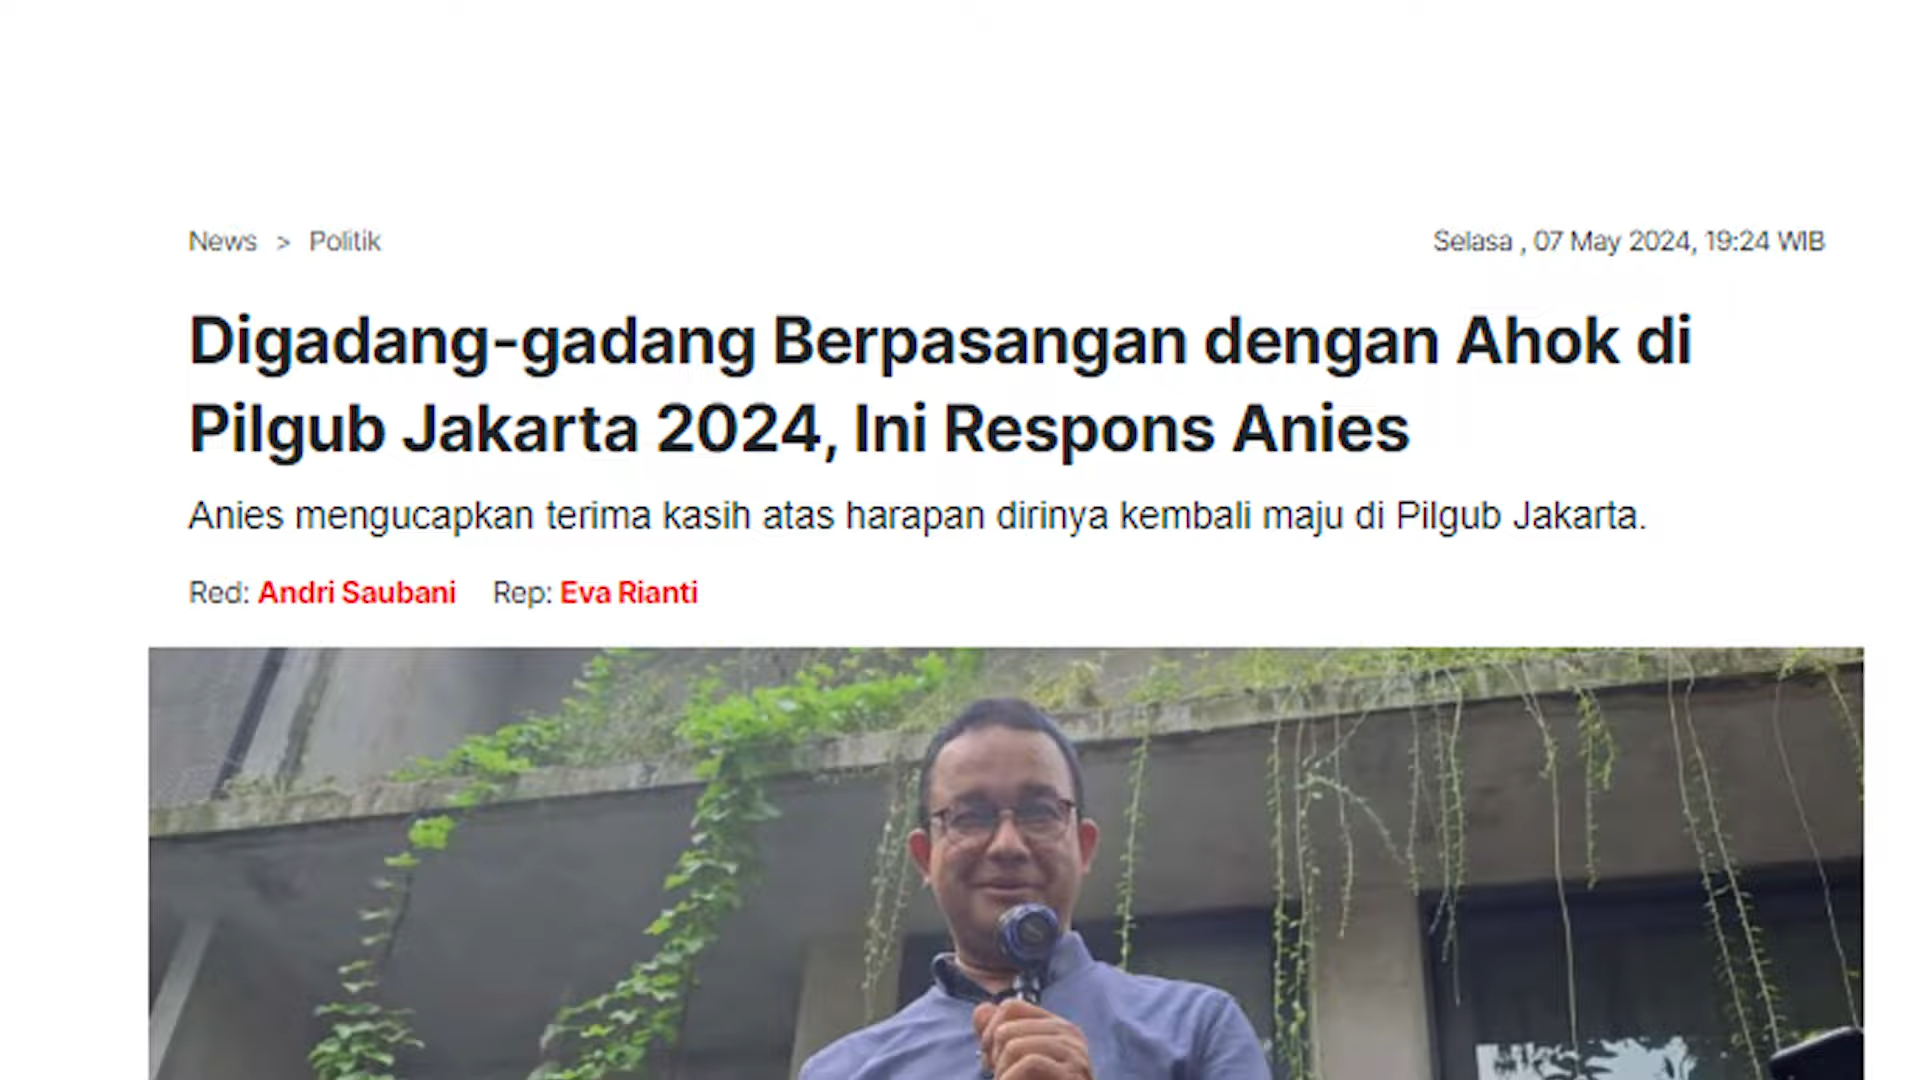 News > Politik
Selasa , 07 May 2024, 19:24 WIB
Digadang-gadang Berpasangan dengan Ahok di
Pilgub Jakarta 2024, Ini Respons Anies
Anies mengucapkan terima kasih atas harapan dirinya kembali maju di Pilgub Jakarta.
Red: Andri Saubani Rep: Eva Rianti